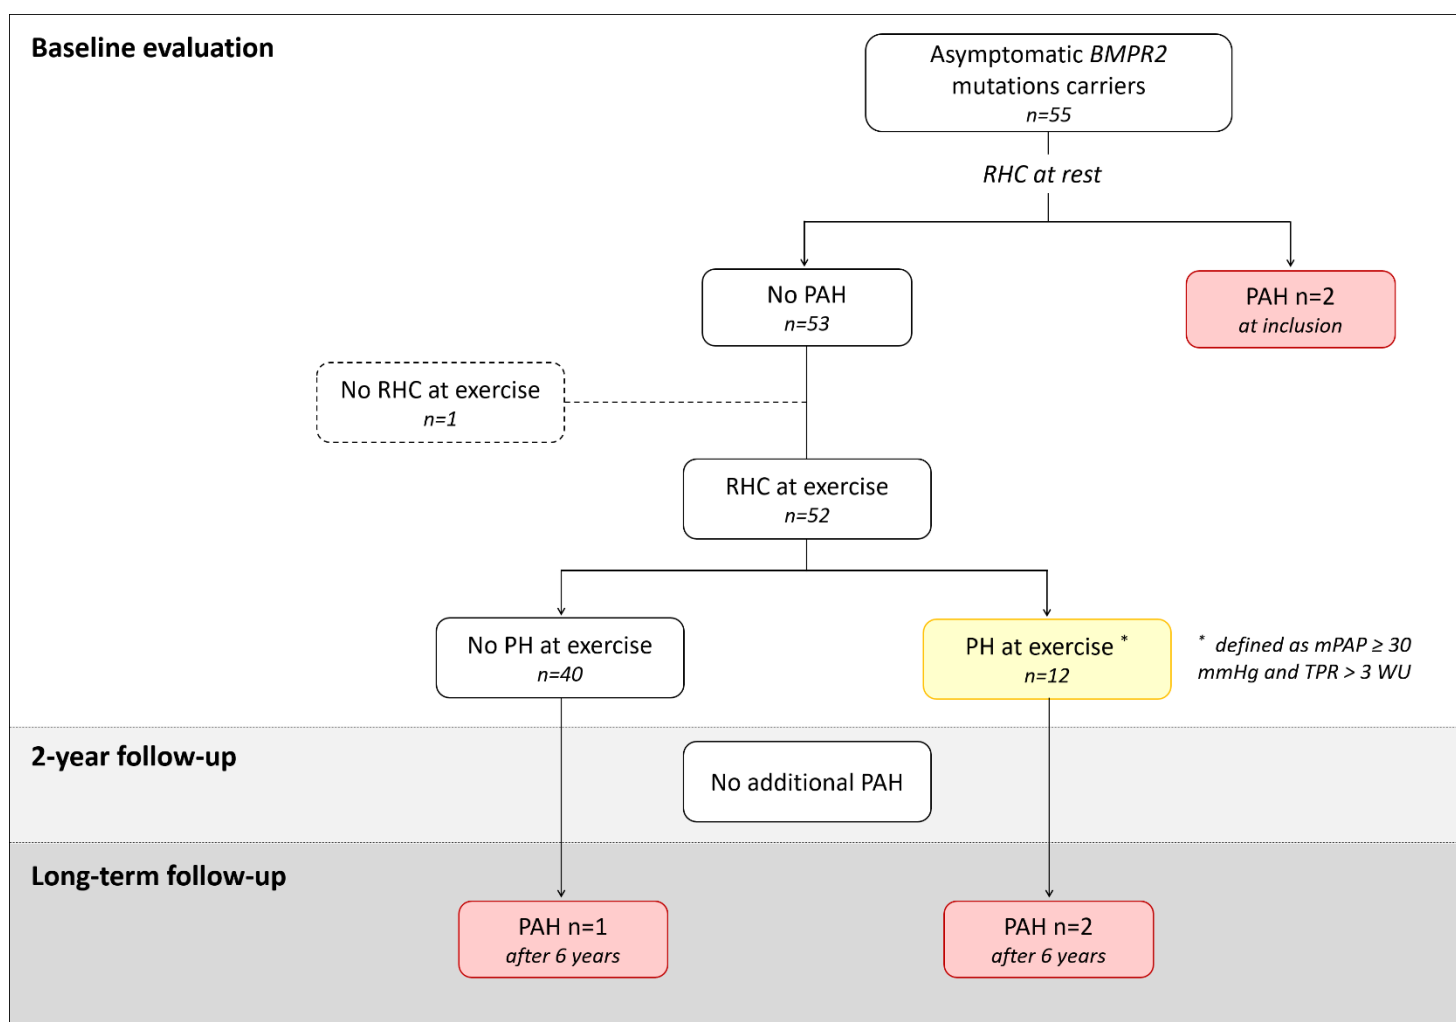 Baseline evaluation
Asymptomatic BMPR2
mutations carriers
n=55
RHC at rest
No PAH
n=53
PAH n=2
at inclusion
No RHC at exercise
n=1
RHC at exercise
n=52
No PH at exercise
n=40
PH at exercise *
n=12
* defined as mPAP ≥ 30
mmHg and TPR > 3 WU
2-year follow-up
No additional PAH
Long-term follow-up
PAH n=1
after 6 years
PAH n=2
after 6 years